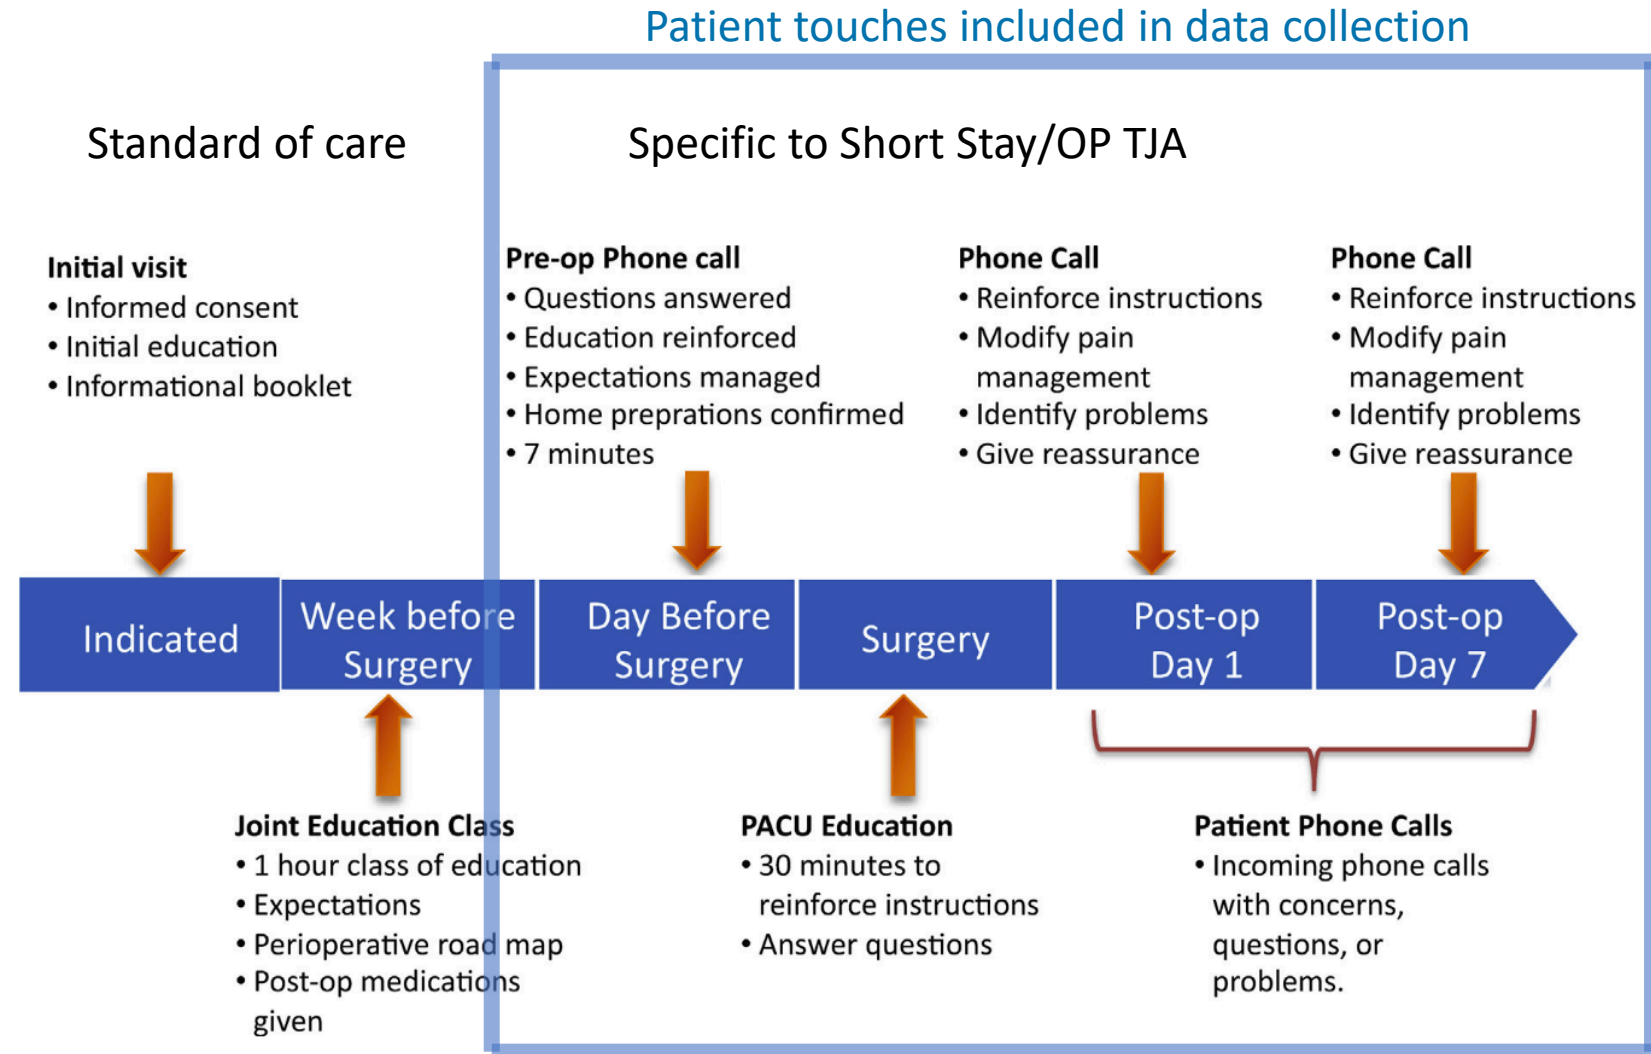 Patient touches included in data collection
Standard of care
Specific to Short Stay/OP TJA
Initial visit
• Informed consent
• Initial education
• Informational booklet
Pre-op Phone call
• Questions answered
• Education reinforced
• Expectations managed
• Home preprations confirmed
• 7 minutes
Phone Call
• Reinforce instructions
• Modify pain
management
• Identify problems
• Give reassurance
Phone Call
• Reinforce instructions
• Modify pain
management
• Identify problems
• Give reassurance
Indicated
Week before
Surgery
Day Before
Surgery
Surgery
Post-op
Day 1
Post-op
Day 7
Joint Education Class
• 1 hour class of education
• Expectations
• Perioperative road map
• Post-op medications
given
PACU Education
• 30 minutes to
reinforce instructions
• Answer questions
Patient Phone Calls
• Incoming phone calls
with concerns,
questions, or
problems.